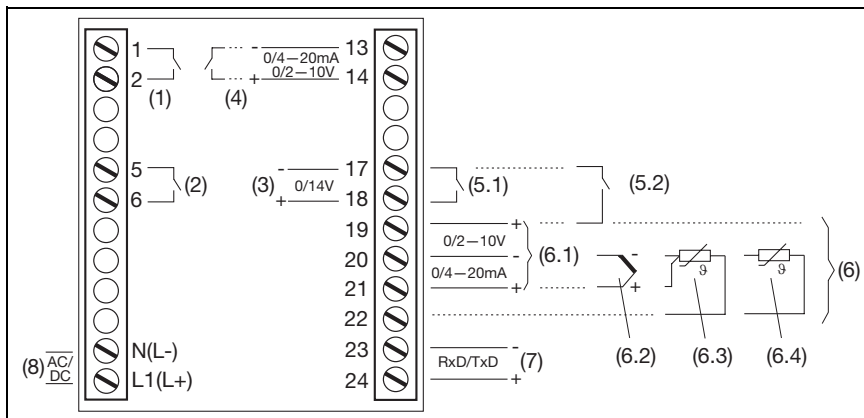 1 - 0/4–20mA 13
2 + 0/2–10V 14
(1) (4)
5 - 17
(2) (3) 0/14V (5.1) (5.2)
6 + 18
+
19
0/2–10V (6.1)
20 - - ϑ ϑ (6)
0/4–20mA
21 + +
22
(6.2) (6.3) (6.4)
N(L-) 23 -
(8) AC/DC RxD/TxD (7)
L1(L+) 24 +